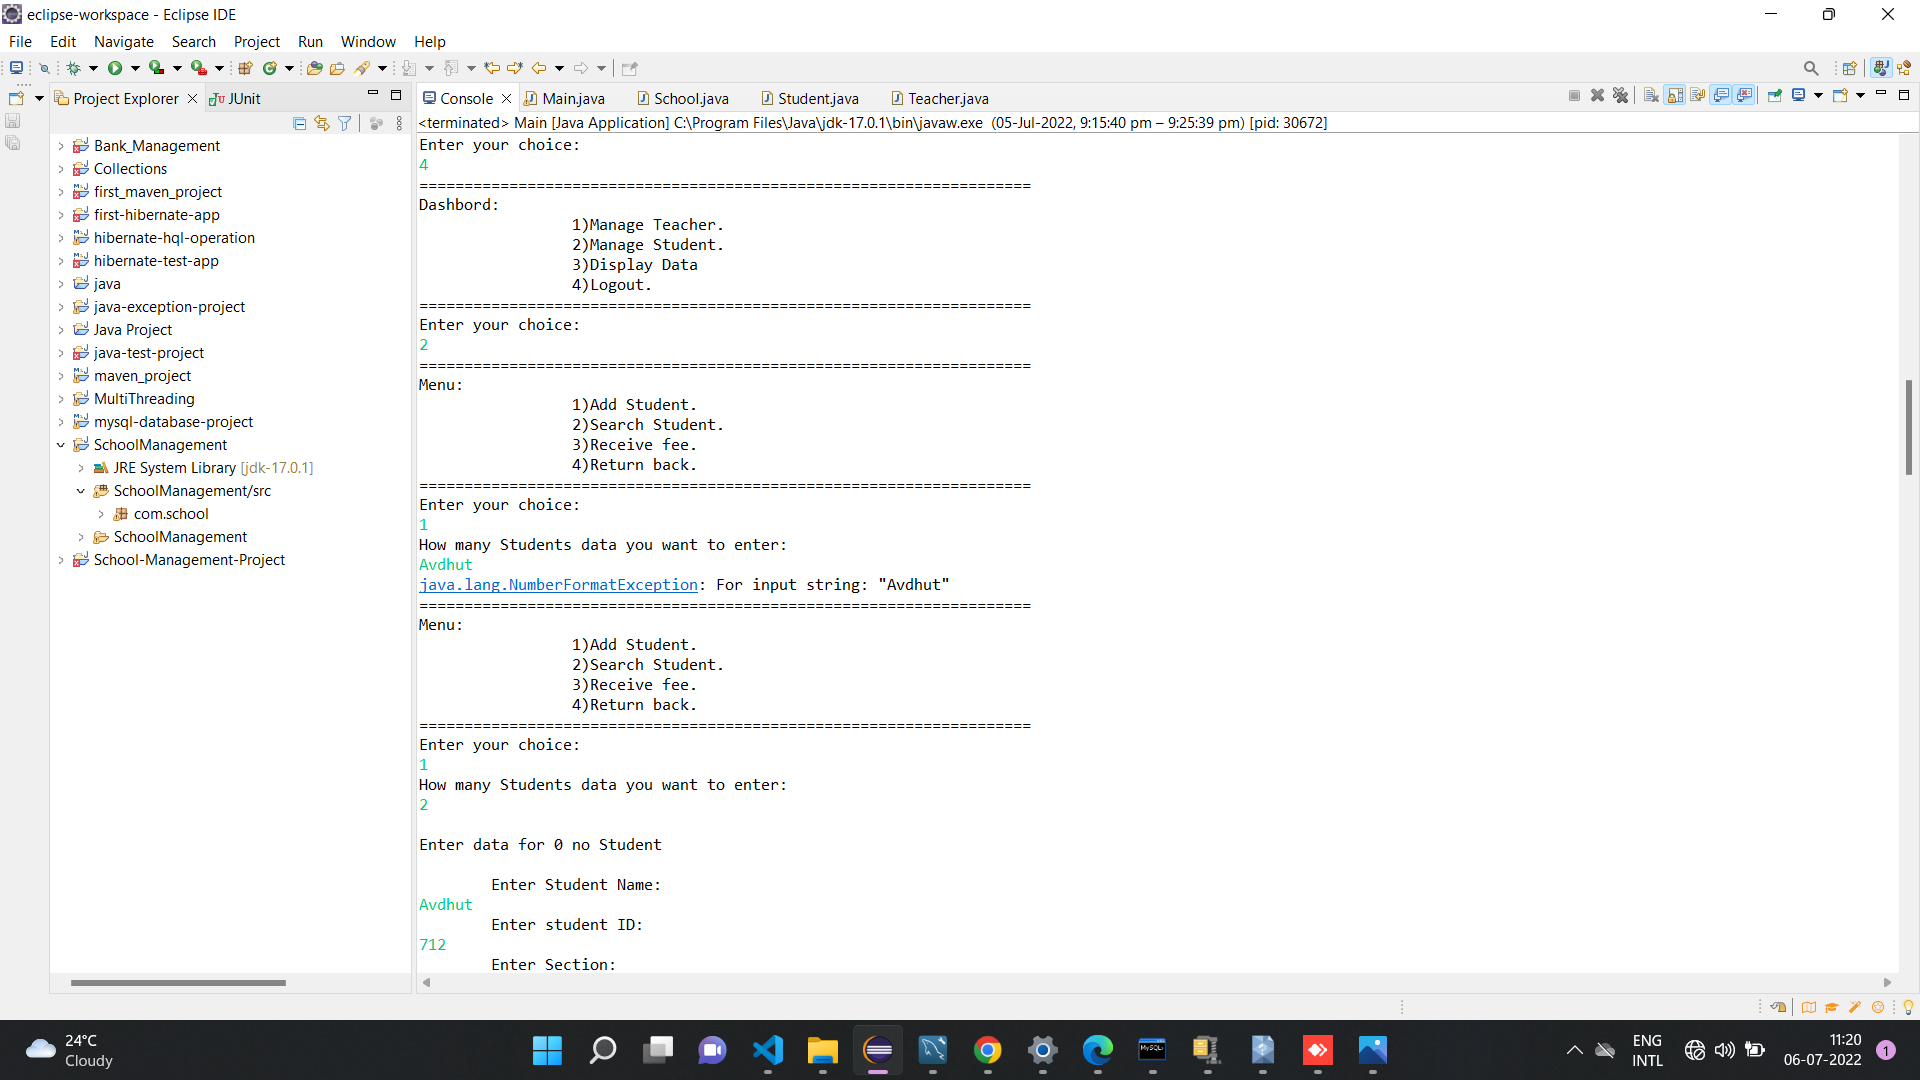 eclipse-workspace - Eclipse IDE
File Edit Navigate Search Project Run Window Help
Project Explorer JUnit
Console Main.java School.java Student.java Teacher.java
<terminated> Main [Java Application] C:\Program Files\Java\jdk-17.0.1\bin\javaw.exe (05-Jul-2022, 9:15:40 pm – 9:25:39 pm) [pid: 30672]
Bank_Management
Collections
first_maven_project
first-hibernate-app
hibernate-hql-operation
hibernate-test-app
java
java-exception-project
Java Project
java-test-project
maven_project
MultiThreading
mysql-database-project
SchoolManagement
JRE System Library [jdk-17.0.1]
SchoolManagement/src
com.school
SchoolManagement
School-Management-Project
Enter your choice:
4
====================================================================
Dashbord:
1)Manage Teacher.
2)Manage Student.
3)Display Data
4)Logout.
====================================================================
Enter your choice:
2
====================================================================
Menu:
1)Add Student.
2)Search Student.
3)Receive fee.
4)Return back.
====================================================================
Enter your choice:
1
How many Students data you want to enter:
Avdhut
java.lang.NumberFormatException: For input string: "Avdhut"
====================================================================
Menu:
1)Add Student.
2)Search Student.
3)Receive fee.
4)Return back.
====================================================================
Enter your choice:
1
How many Students data you want to enter:
2
Enter data for 0 no Student
Enter Student Name:
Avdhut
Enter student ID:
712
Enter Section:
24°C
Cloudy
MySQL
ENG
INTL
11:20
06-07-2022
1